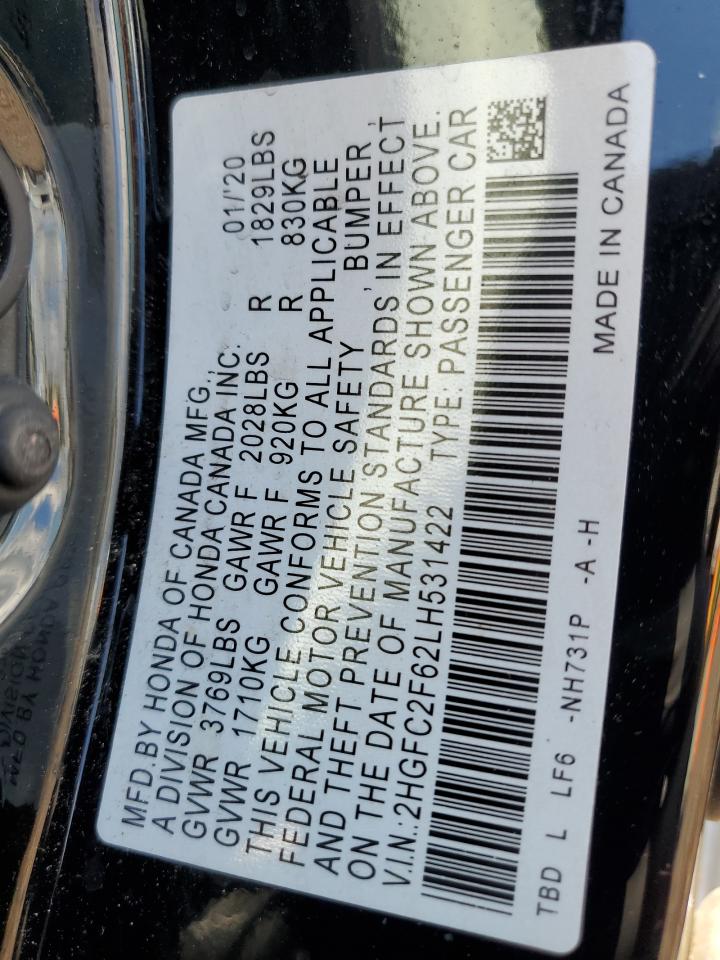 MFD.BY HONDA OF CANADA MFG.,
A DIVISION OF HONDA CANADA INC. 01/'20
GVWR 3769LBS GAWR F 2028LBS R 1829LBS
GVWR 1710KG GAWR F 920KG R 830KG
THIS VEHICLE CONFORMS TO ALL APPLICABLE
FEDERAL MOTOR VEHICLE SAFETY , BUMPER ,
AND THEFT PREVENTION STANDARDS IN EFFECT
ON THE DATE OF MANUFACTURE SHOWN ABOVE.
V.I.N.:2HGFC2F62LH531422 TYPE: PASSENGER CAR
TBD L LF6 -NH731P -A -H MADE IN CANADA